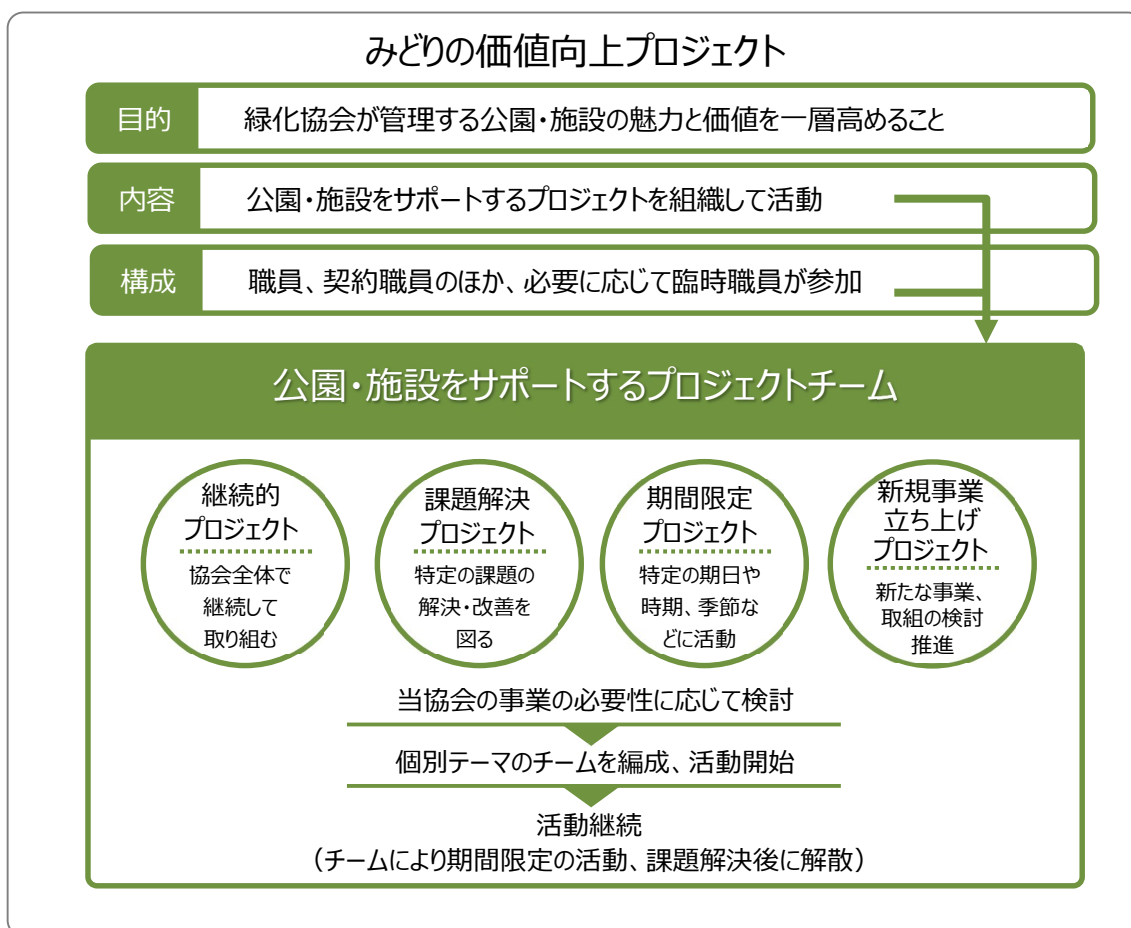 みどりの価値向上プロジェクト
目的
緑化協会が管理する公園・施設の魅力と価値を一層高めること
内容
公園・施設をサポートするプロジェクトを組織して活動
構成
職員、契約職員のほか、必要に応じて臨時職員が参加
公園・施設をサポートするプロジェクトチーム
継続的
プロジェクト
協会全体で
継続して
取り組む
課題解決
プロジェクト
特定の課題の
解決・改善を
図る
期間限定
プロジェクト
特定の期日や
時期、季節な
どに活動
新規事業
立ち上げ
プロジェクト
新たな事業、
取組の検討
推進
当協会の事業の必要性に応じて検討
個別テーマのチームを編成、活動開始
活動継続
（チームにより期間限定の活動、課題解決後に解散）